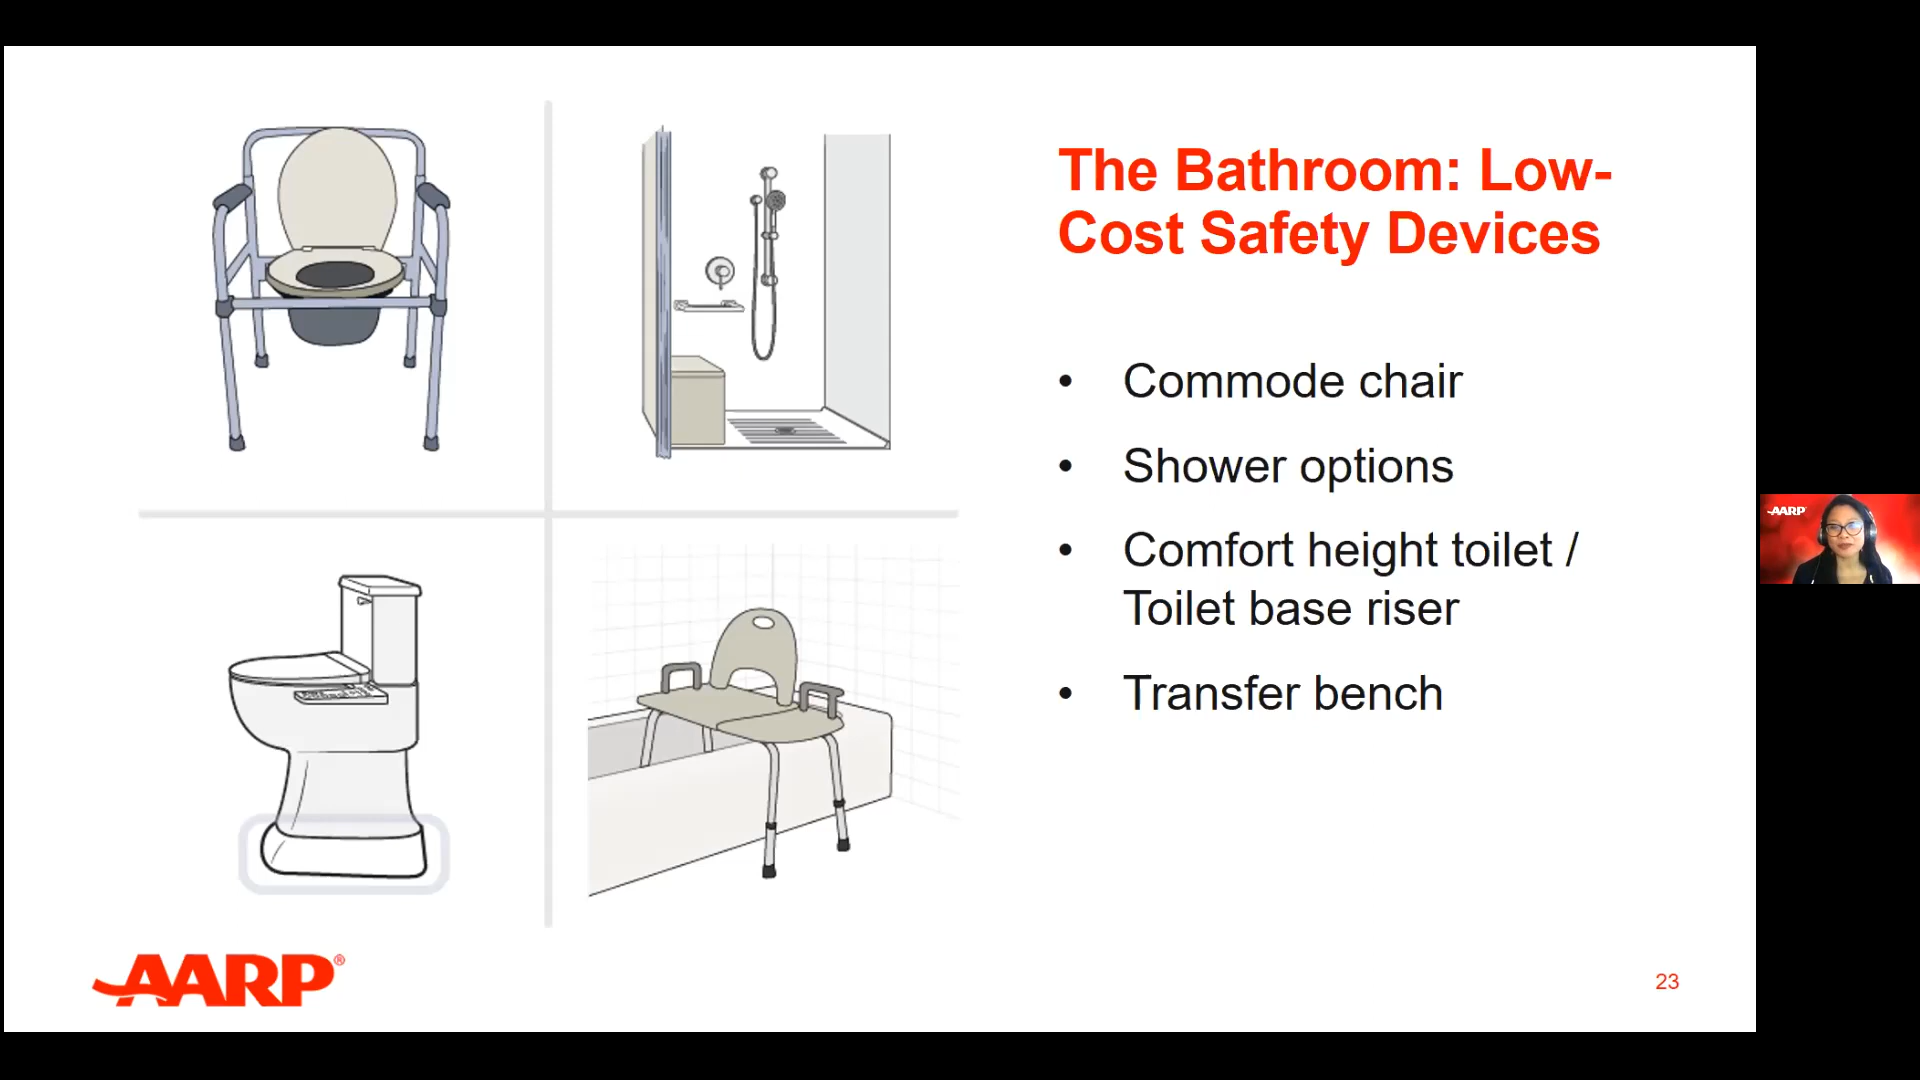 The Bathroom: Low-
Cost Safety Devices
• Commode chair
• Shower options
• Comfort height toilet /
Toilet base riser
• Transfer bench
AARP
AARP®
23